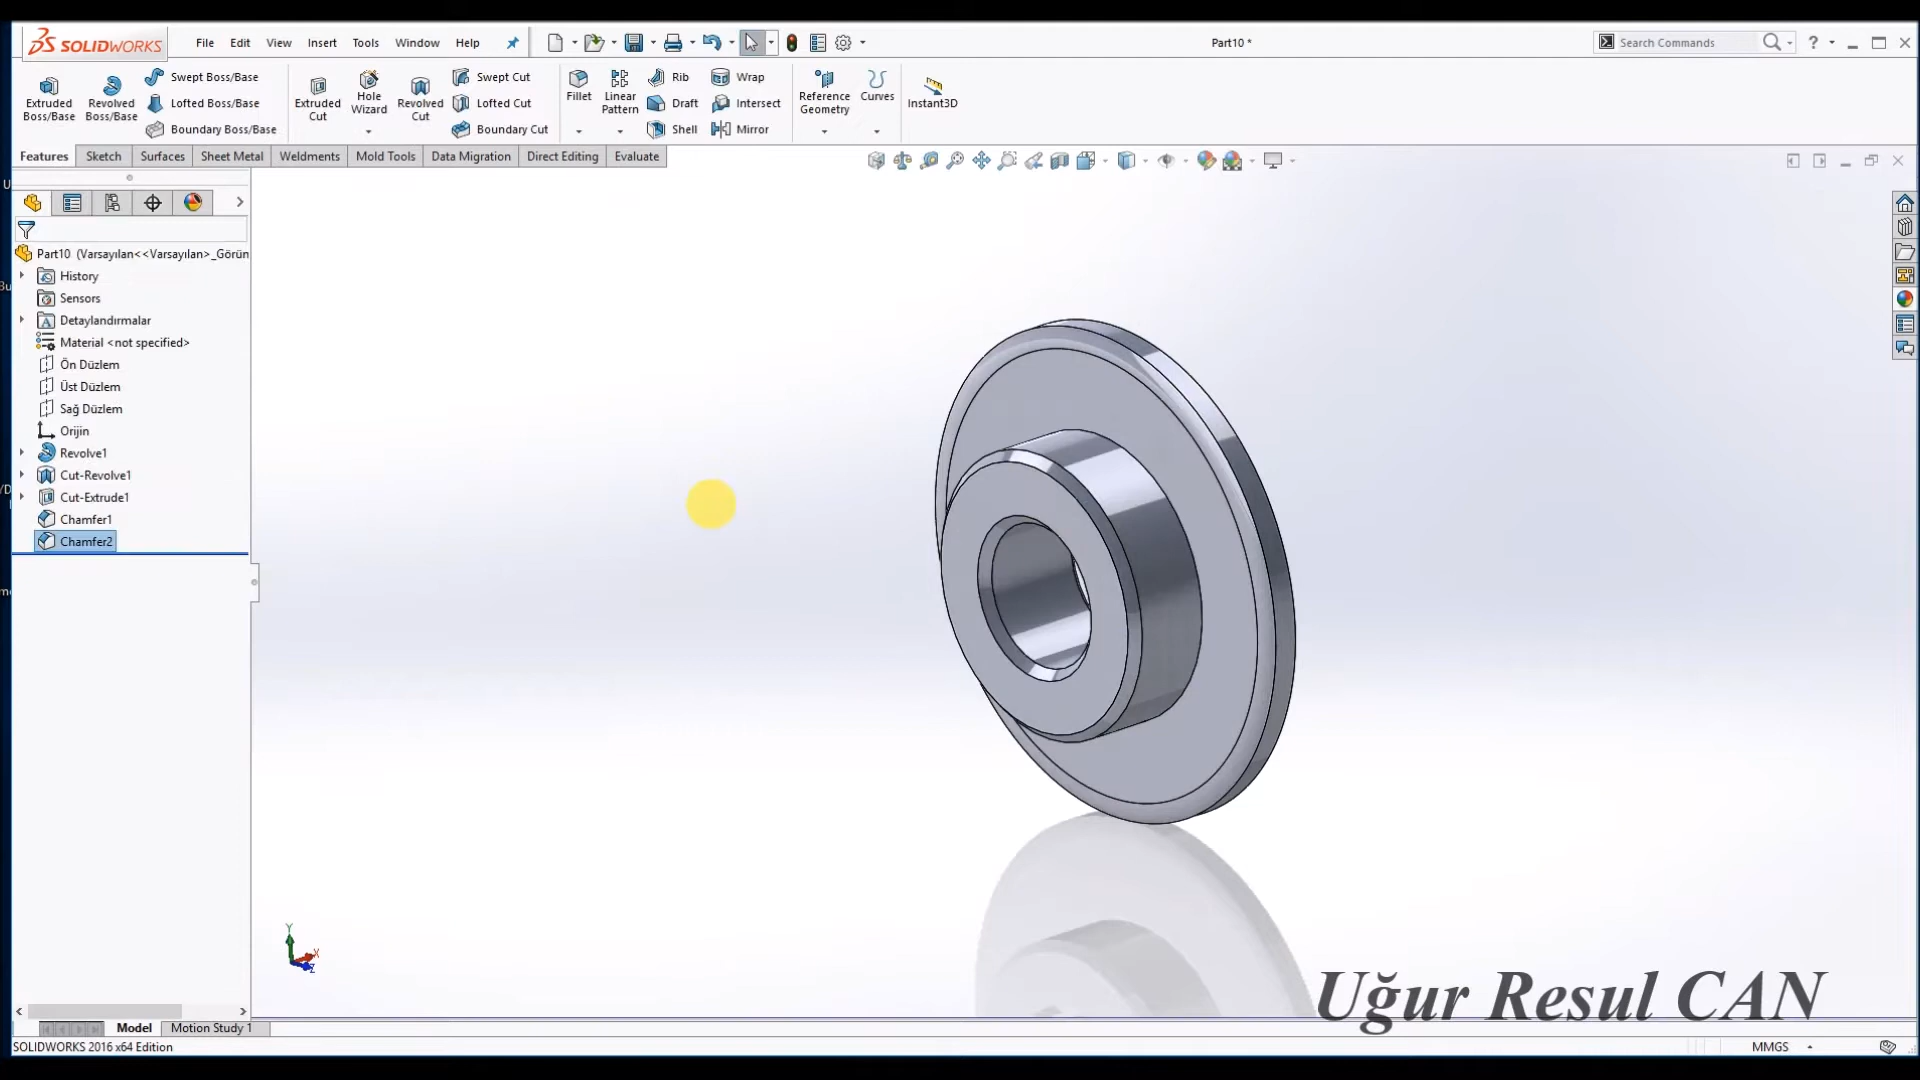 SOLIDWORKS
File Edit View Insert Tools Window Help
Part10 *
Search Commands
Extruded Boss/Base
Revolved Boss/Base
Swept Boss/Base
Lofted Boss/Base
Boundary Boss/Base
Extruded Cut
Hole Wizard
Revolved Cut
Swept Cut
Lofted Cut
Boundary Cut
Fillet
Linear Pattern
Rib
Draft
Shell
Wrap
Intersect
Mirror
Reference Geometry
Curves
Instant3D
Features Sketch Surfaces Sheet Metal Weldments Mold Tools Data Migration Direct Editing Evaluate
Part10 (Varsayılan<<Varsayılan>_Görün
History
Sensors
Detaylandırmalar
Material <not specified>
Ön Düzlem
Üst Düzlem
Sağ Düzlem
Orijin
Revolve1
Cut-Revolve1
Cut-Extrude1
Chamfer1
Chamfer2
Y
X
Z
Uğur Resul CAN
Model Motion Study 1
SOLIDWORKS 2016 x64 Edition
MMGS